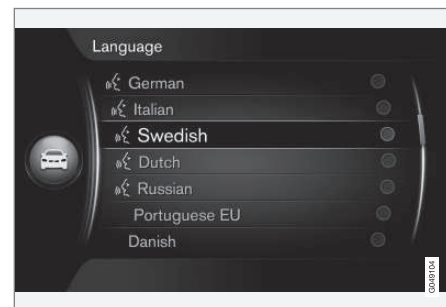 Language
German
Italian
Swedish
Dutch
Russian
Portuguese EU
Danish
G049104